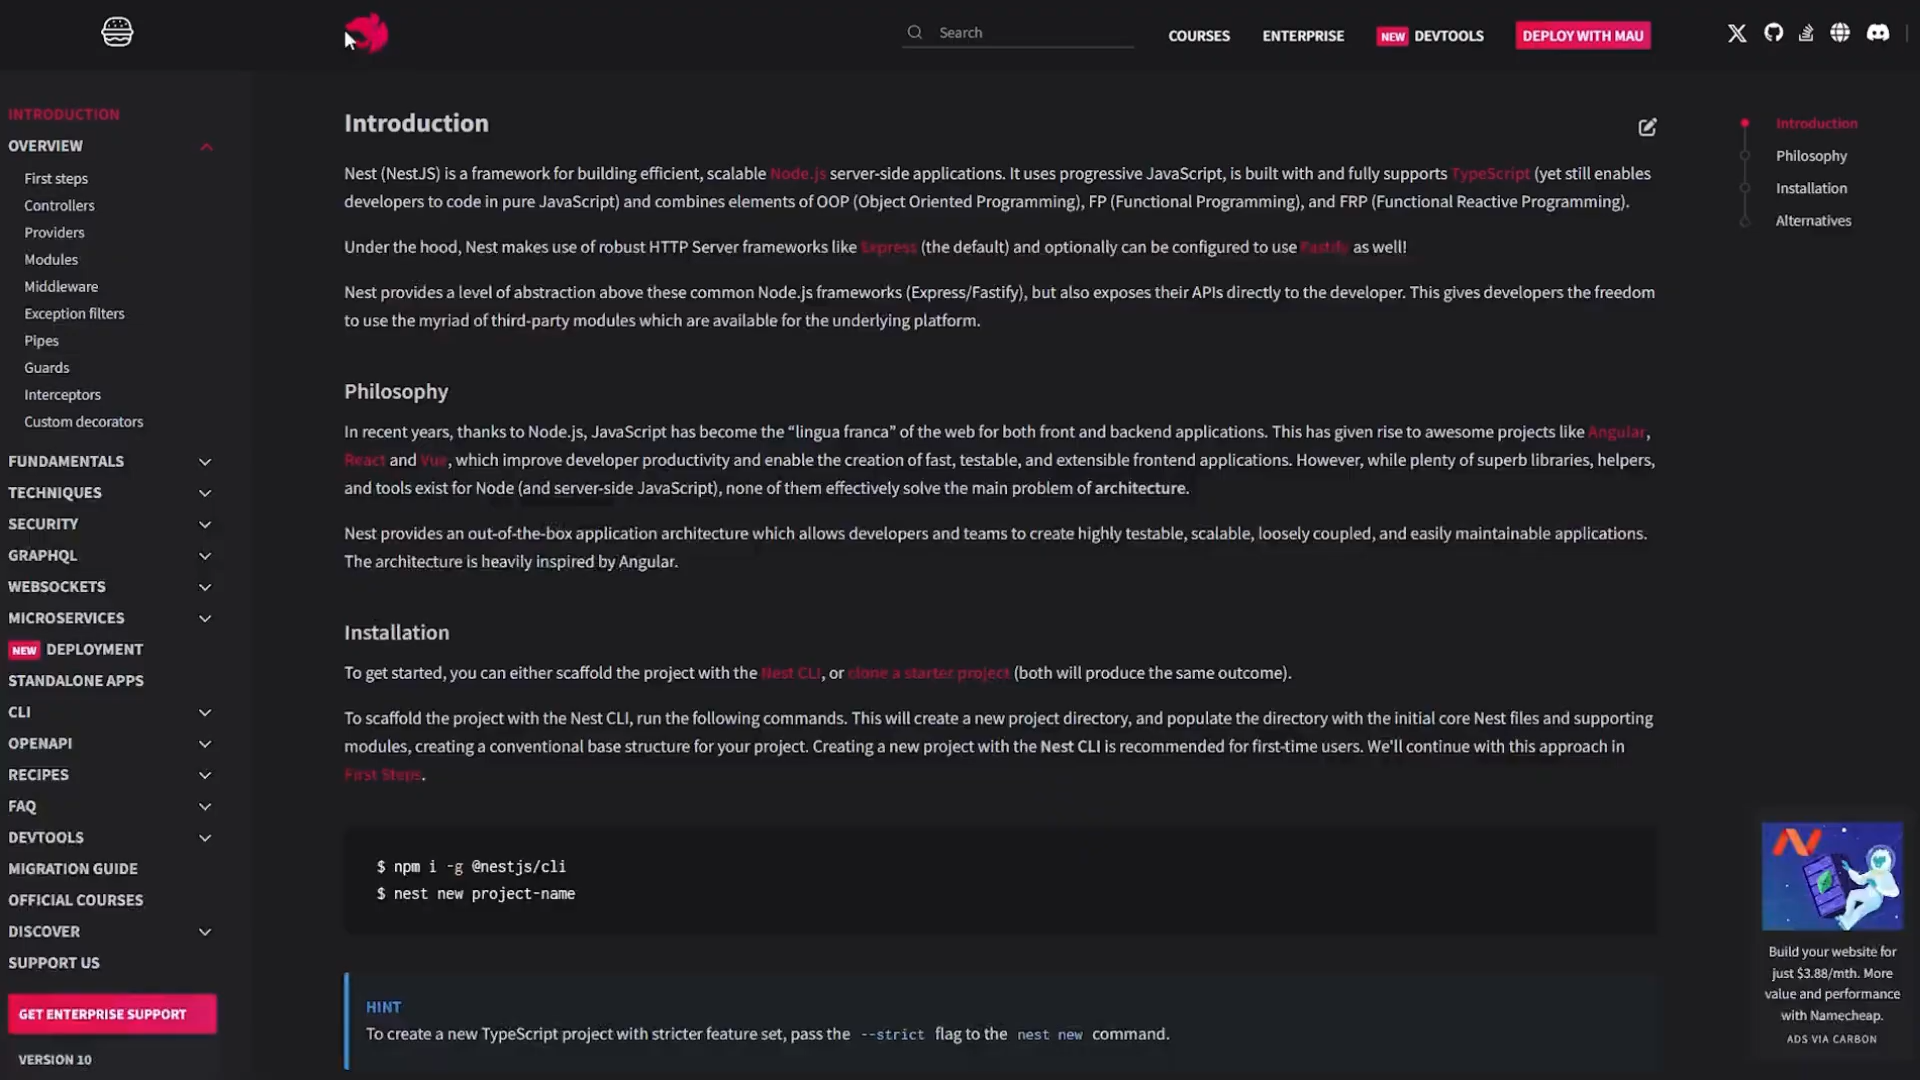 Search
COURSES
ENTERPRISE
NEW DEVTOOLS
DEPLOY WITH MAU
INTRODUCTION
OVERVIEW
First steps
Controllers
Providers
Modules
Middleware
Exception filters
Pipes
Guards
Interceptors
Custom decorators
FUNDAMENTALS
TECHNIQUES
SECURITY
GRAPHQL
WEBSOCKETS
MICROSERVICES
NEW DEPLOYMENT
STANDALONE APPS
CLI
OPENAPI
RECIPES
FAQ
DEVTOOLS
MIGRATION GUIDE
OFFICIAL COURSES
DISCOVER
SUPPORT US
GET ENTERPRISE SUPPORT
VERSION 10
Introduction
Nest (NestJS) is a framework for building efficient, scalable Node.js server-side applications. It uses progressive JavaScript, is built with and fully supports TypeScript (yet still enables
developers to code in pure JavaScript) and combines elements of OOP (Object Oriented Programming), FP (Functional Programming), and FRP (Functional Reactive Programming).
Under the hood, Nest makes use of robust HTTP Server frameworks like Express (the default) and optionally can be configured to use Fastify as well!
Nest provides a level of abstraction above these common Node.js frameworks (Express/Fastify), but also exposes their APIs directly to the developer. This gives developers the freedom
to use the myriad of third-party modules which are available for the underlying platform.
Philosophy
In recent years, thanks to Node.js, JavaScript has become the “lingua franca” of the web for both front and backend applications. This has given rise to awesome projects like Angular,
React and Vue, which improve developer productivity and enable the creation of fast, testable, and extensible frontend applications. However, while plenty of superb libraries, helpers,
and tools exist for Node (and server-side JavaScript), none of them effectively solve the main problem of architecture.
Nest provides an out-of-the-box application architecture which allows developers and teams to create highly testable, scalable, loosely coupled, and easily maintainable applications.
The architecture is heavily inspired by Angular.
Installation
To get started, you can either scaffold the project with the Nest CLI, or clone a starter project (both will produce the same outcome).
To scaffold the project with the Nest CLI, run the following commands. This will create a new project directory, and populate the directory with the initial core Nest files and supporting
modules, creating a conventional base structure for your project. Creating a new project with the Nest CLI is recommended for first-time users. We'll continue with this approach in
First Steps.
$ npm i -g @nestjs/cli
$ nest new project-name
HINT
To create a new TypeScript project with stricter feature set, pass the --strict flag to the nest new command.
Introduction
Philosophy
Installation
Alternatives
Build your website for
just $3.88/mth. More
value and performance
with Namecheap.
ADS VIA CARBON